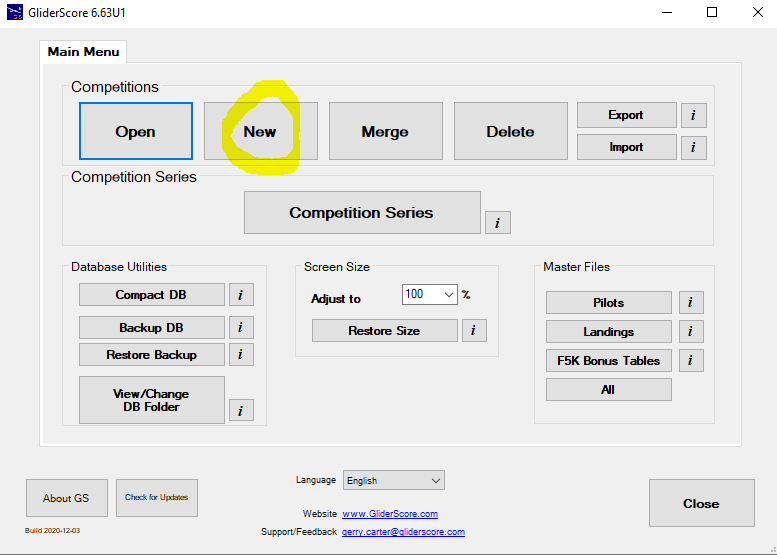 GliderScore 6.63U1
Main Menu
Competitions
Open
New
Merge
Delete
Export
i
Import
i
Competition Series
Competition Series
i
Database Utilities
Compact DB
i
Backup DB
i
Restore Backup
i
View/Change
DB Folder
i
Screen Size
Adjust to 100 %
Restore Size
i
Master Files
Pilots
i
Landings
i
F5K Bonus Tables
i
All
About GS
Check for Updates
Build 2020-12-03
Language English
Website www.GliderScore.com
Support/Feedback gerry.carter@gliderscore.com
Close